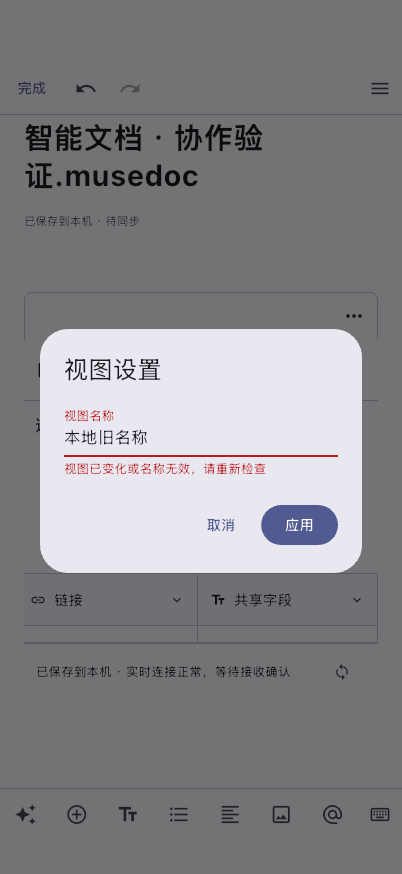 完成
智能文档 · 协作验
证.musedoc
已保存到本机 · 待同步
视图设置
视图名称
本地旧名称
视图已变化或名称无效，请重新检查
取消
应用
链接
共享字段
已保存到本机 · 实时连接正常，等待接收确认